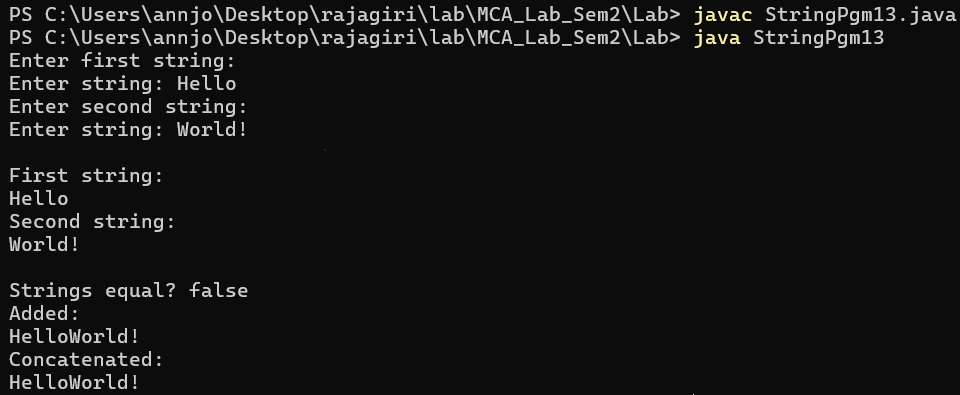 PS C:\Users\annjo\Desktop\rajagiri\lab\MCA_Lab_Sem2\Lab> javac StringPgm13.java
PS C:\Users\annjo\Desktop\rajagiri\lab\MCA_Lab_Sem2\Lab> java StringPgm13
Enter first string:
Enter string: Hello
Enter second string:
Enter string: World!
First string:
Hello
Second string:
World!
Strings equal? false
Added:
HelloWorld!
Concatenated:
HelloWorld!